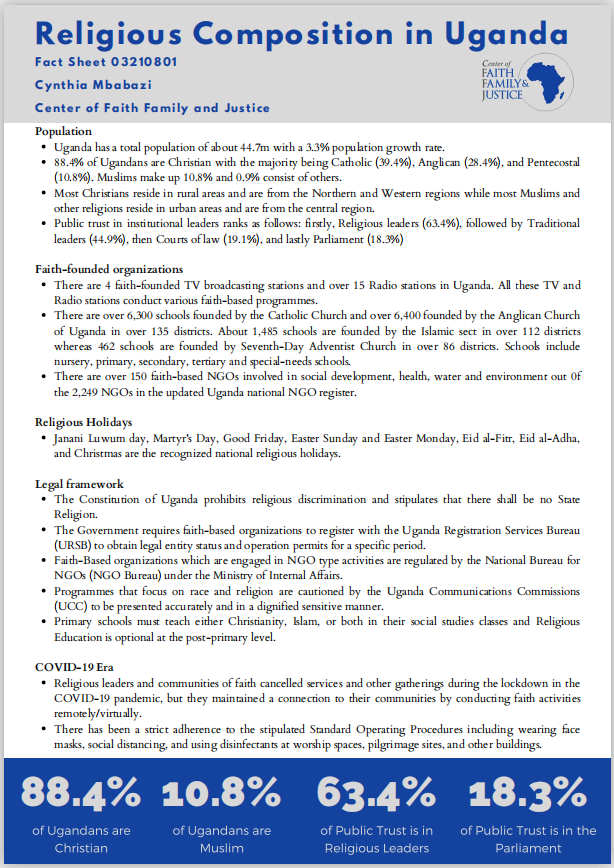 Religious Composition in Uganda
Fact Sheet 03210801
Cynthia Mbabazi
Center of Faith Family and Justice
Center of
FAITH
FAMILY&
JUSTICE
Population
• Uganda has a total population of about 44.7m with a 3.3% population growth rate.
• 88.4% of Ugandans are Christian with the majority being Catholic (39.4%), Anglican (28.4%), and Pentecostal
(10.8%). Muslims make up 10.8% and 0.9% consist of others.
• Most Christians reside in rural areas and are from the Northern and Western regions while most Muslims and
other religions reside in urban areas and are from the central region.
• Public trust in institutional leaders ranks as follows: firstly, Religious leaders (63.4%), followed by Traditional
leaders (44.9%), then Courts of law (19.1%), and lastly Parliament (18.3%)
Faith-founded organizations
• There are 4 faith-founded TV broadcasting stations and over 15 Radio stations in Uganda. All these TV and
Radio stations conduct various faith-based programmes.
• There are over 6,300 schools founded by the Catholic Church and over 6,400 founded by the Anglican Church
of Uganda in over 135 districts. About 1,485 schools are founded by the Islamic sect in over 112 districts
whereas 462 schools are founded by Seventh-Day Adventist Church in over 86 districts. Schools include
nursery, primary, secondary, tertiary and special-needs schools.
• There are over 150 faith-based NGOs involved in social development, health, water and environment out 0f
the 2,249 NGOs in the updated Uganda national NGO register.
Religious Holidays
• Janani Luwum day, Martyr's Day, Good Friday, Easter Sunday and Easter Monday, Eid al-Fitr, Eid al-Adha,
and Christmas are the recognized national religious holidays.
Legal framework
• The Constitution of Uganda prohibits religious discrimination and stipulates that there shall be no State
Religion.
• The Government requires faith-based organizations to register with the Uganda Registration Services Bureau
(URSB) to obtain legal entity status and operation permits for a specific period.
• Faith-Based organizations which are engaged in NGO type activities are regulated by the National Bureau for
NGOs (NGO Bureau) under the Ministry of Internal Affairs.
• Programmes that focus on race and religion are cautioned by the Uganda Communications Commissions
(UCC) to be presented accurately and in a dignified sensitive manner.
• Primary schools must teach either Christianity, Islam, or both in their social studies classes and Religious
Education is optional at the post-primary level.
COVID-19 Era
• Religious leaders and communities of faith cancelled services and other gatherings during the lockdown in the
COVID-19 pandemic, but they maintained a connection to their communities by conducting faith activities
remotely/virtually.
• There has been a strict adherence to the stipulated Standard Operating Procedures including wearing face
masks, social distancing, and using disinfectants at worship spaces, pilgrimage sites, and other buildings.
88.4%
of Ugandans are
Christian
10.8%
of Ugandans are
Muslim
63.4%
of Public Trust is in
Religious Leaders
18.3%
of Public Trust is in the
Parliament